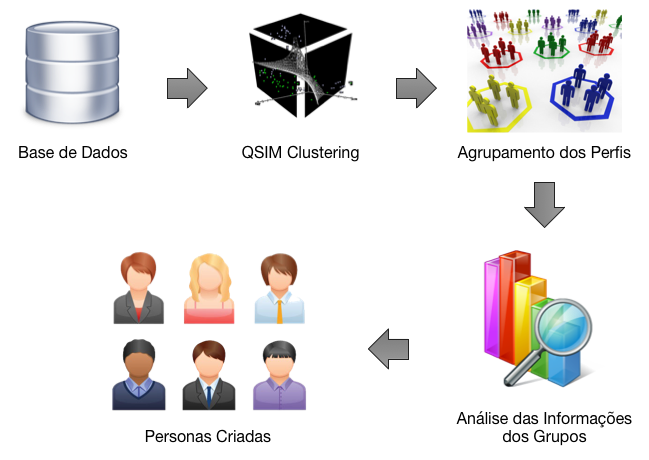 Base de Dados
QSIM Clustering
Agrupamento dos Perfis
Análise das Informações
dos Grupos
Personas Criadas